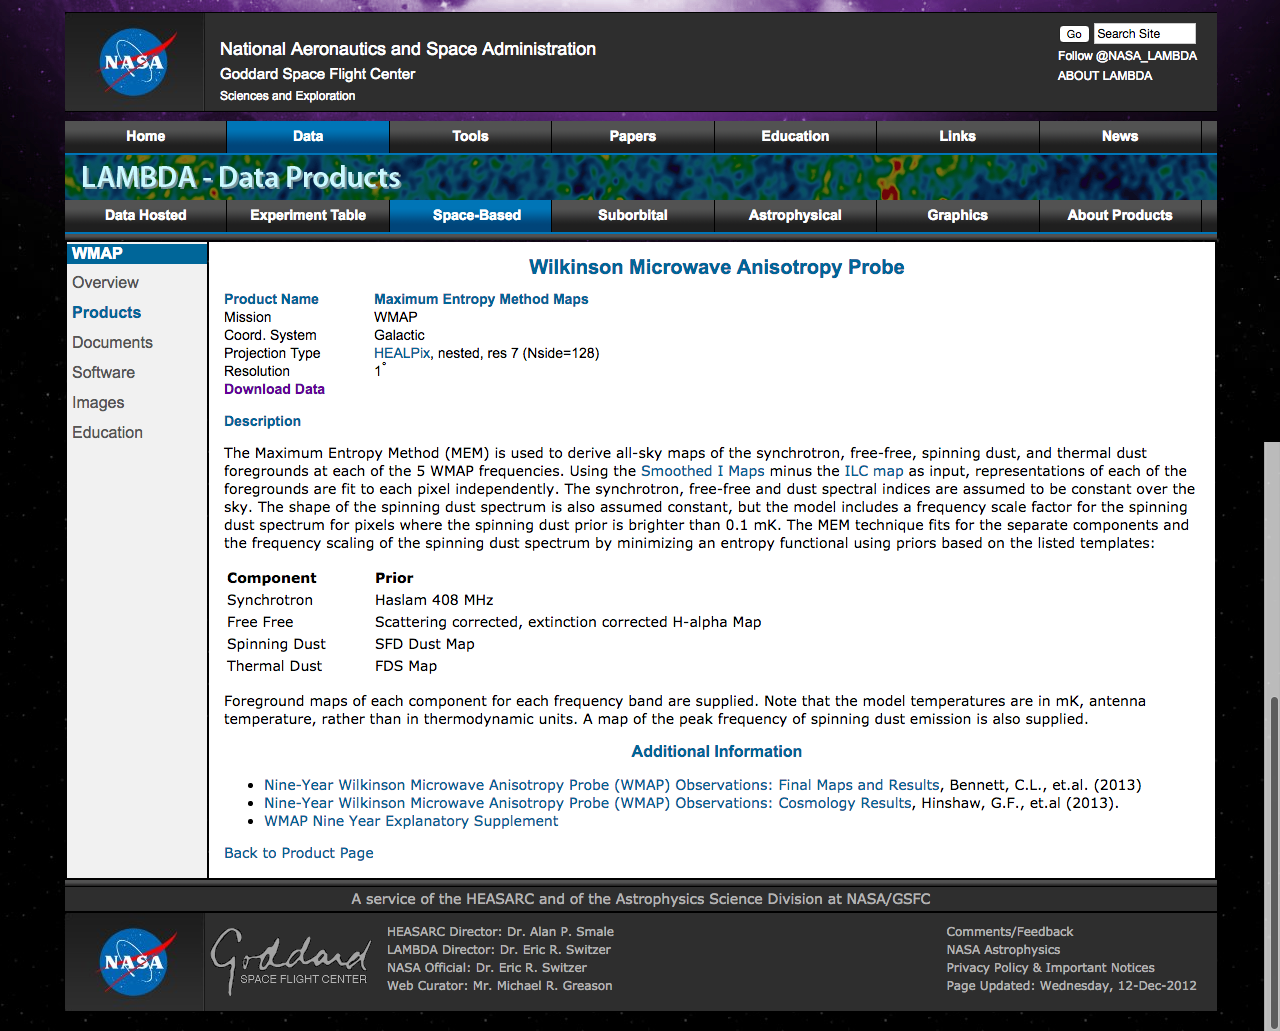 NASA
National Aeronautics and Space Administration
Goddard Space Flight Center
Sciences and Exploration
Go Search Site
Follow @NASA_LAMBDA
ABOUT LAMBDA
Home Data Tools Papers Education Links News
LAMBDA - Data Products
Data Hosted Experiment Table Space-Based Suborbital Astrophysical Graphics About Products
WMAP
Overview
Products
Documents
Software
Images
Education
Wilkinson Microwave Anisotropy Probe
Product Name Maximum Entropy Method Maps
Mission WMAP
Coord. System Galactic
Projection Type HEALPix, nested, res 7 (Nside=128)
Resolution 1°
Download Data
Description
The Maximum Entropy Method (MEM) is used to derive all-sky maps of the synchrotron, free-free, spinning dust, and thermal dust
foregrounds at each of the 5 WMAP frequencies. Using the Smoothed I Maps minus the ILC map as input, representations of each of the
foregrounds are fit to each pixel independently. The synchrotron, free-free and dust spectral indices are assumed to be constant over the
sky. The shape of the spinning dust spectrum is also assumed constant, but the model includes a frequency scale factor for the spinning
dust spectrum for pixels where the spinning dust prior is brighter than 0.1 mK. The MEM technique fits for the separate components and
the frequency scaling of the spinning dust spectrum by minimizing an entropy functional using priors based on the listed templates:
Component Prior
Synchrotron Haslam 408 MHz
Free Free Scattering corrected, extinction corrected H-alpha Map
Spinning Dust SFD Dust Map
Thermal Dust FDS Map
Foreground maps of each component for each frequency band are supplied. Note that the model temperatures are in mK, antenna
temperature, rather than in thermodynamic units. A map of the peak frequency of spinning dust emission is also supplied.
Additional Information
• Nine-Year Wilkinson Microwave Anisotropy Probe (WMAP) Observations: Final Maps and Results, Bennett, C.L., et.al. (2013)
• Nine-Year Wilkinson Microwave Anisotropy Probe (WMAP) Observations: Cosmology Results, Hinshaw, G.F., et.al (2013).
• WMAP Nine Year Explanatory Supplement
Back to Product Page
A service of the HEASARC and of the Astrophysics Science Division at NASA/GSFC
NASA
Goddard
SPACE FLIGHT CENTER
HEASARC Director: Dr. Alan P. Smale
LAMBDA Director: Dr. Eric R. Switzer
NASA Official: Dr. Eric R. Switzer
Web Curator: Mr. Michael R. Greason
Comments/Feedback
NASA Astrophysics
Privacy Policy & Important Notices
Page Updated: Wednesday, 12-Dec-2012